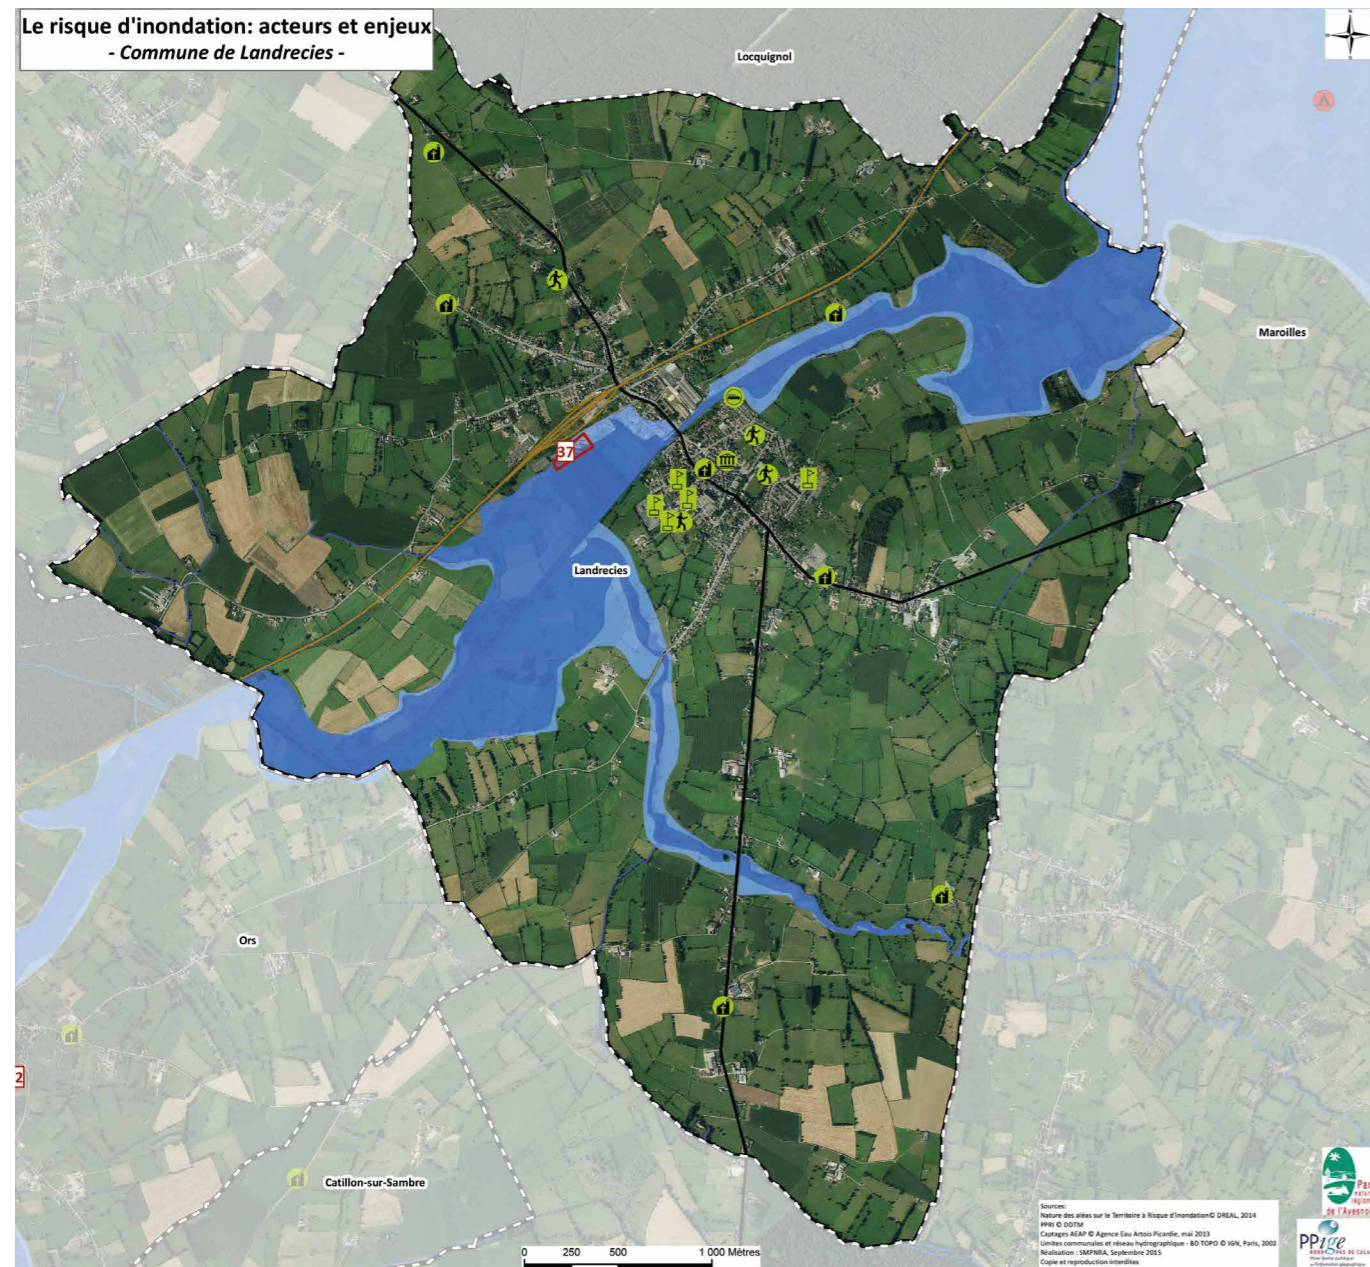 Le risque d'inondation: acteurs et enjeux
- Commune de Landrecies -
Locquignol
Maroilles
37
Landrecies
Ors
2
Catillon-sur-Sambre
0 250 500 1 000 Mètres
Sources:
Nature des aléas sur le Territoire à Risque d'Inondation© DREAL, 2014
PPRI © DDTM
Captages AEAP © Agence Eau Artois Picardie, mai 2013
Limites communales et réseau hydrographique - BD TOPO © IGN, Paris, 2002
Réalisation : SMPNRA, Septembre 2015
Copie et reproduction interdites
de l'Avesnoi
PPige